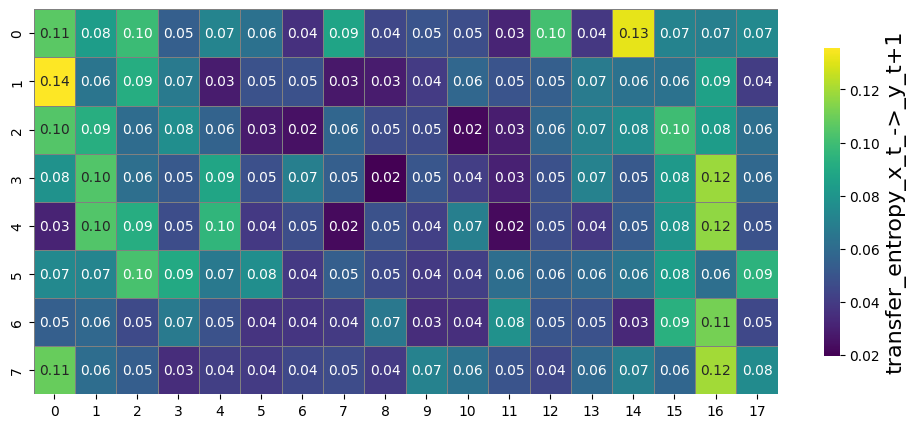 0 0.11 0.08 0.10 0.05 0.07 0.06 0.04 0.09 0.04 0.05 0.05 0.03 0.10 0.04 0.13 0.07 0.07 0.07
1 0.14 0.06 0.09 0.07 0.03 0.05 0.05 0.03 0.03 0.04 0.06 0.05 0.05 0.07 0.06 0.06 0.09 0.04
2 0.10 0.09 0.06 0.08 0.06 0.03 0.02 0.06 0.05 0.05 0.02 0.03 0.06 0.07 0.08 0.10 0.08 0.06
3 0.08 0.10 0.06 0.05 0.09 0.05 0.07 0.05 0.02 0.05 0.04 0.03 0.05 0.07 0.05 0.08 0.12 0.06
4 0.03 0.10 0.09 0.05 0.10 0.04 0.05 0.02 0.05 0.04 0.07 0.02 0.05 0.04 0.05 0.08 0.12 0.05
5 0.07 0.07 0.10 0.09 0.07 0.08 0.04 0.05 0.05 0.04 0.04 0.06 0.06 0.06 0.06 0.08 0.06 0.09
6 0.05 0.06 0.05 0.07 0.05 0.04 0.04 0.04 0.07 0.03 0.04 0.08 0.05 0.05 0.03 0.09 0.11 0.05
7 0.11 0.06 0.05 0.03 0.04 0.04 0.04 0.05 0.04 0.07 0.06 0.05 0.04 0.06 0.07 0.06 0.12 0.08
0 1 2 3 4 5 6 7 8 9 10 11 12 13 14 15 16 17
0.12
0.10
0.08
0.06
0.04
0.02
transfer_entropy_x_t_->_y_t+1